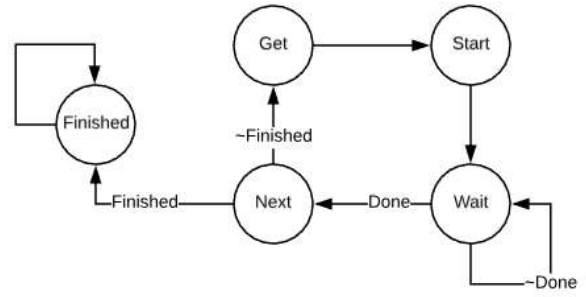 Get
Start
Finished
~Finished
Finished
Next
Done
Wait
~Done